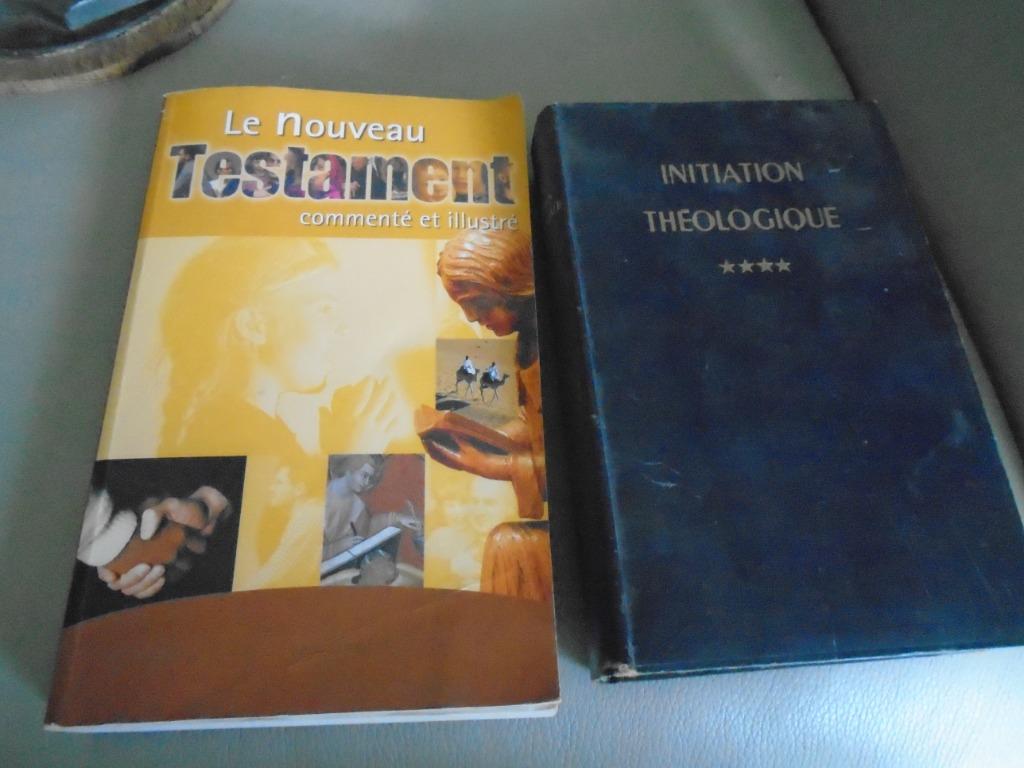 Le Nouveau
Testament
commenté et illustré
INITIATION
THÉOLOGIQUE
★★★★